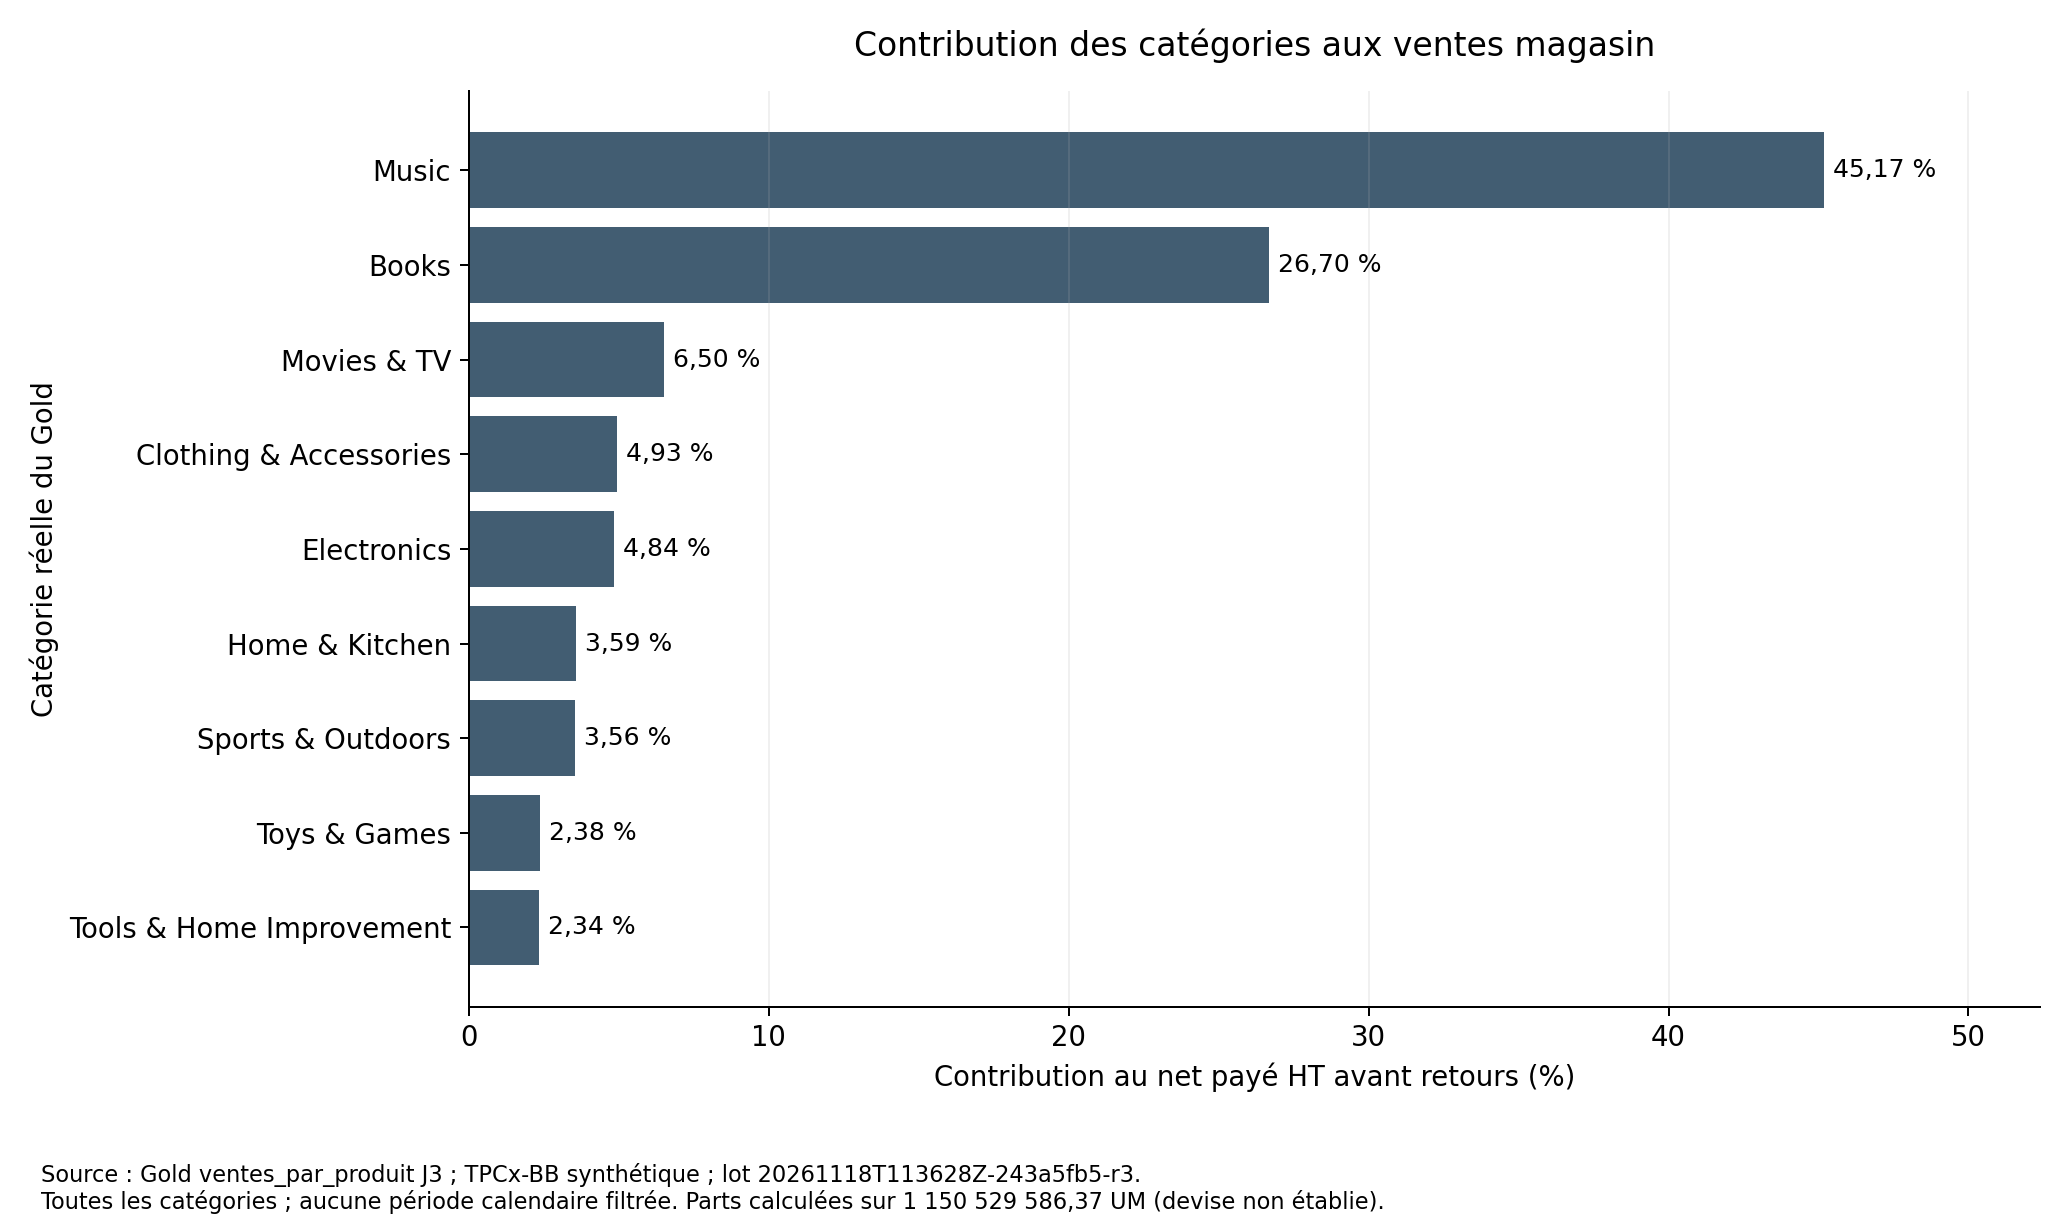 Contribution des catégories aux ventes magasin
Catégorie réelle du Gold
Music 45,17 %
Books 26,70 %
Movies & TV 6,50 %
Clothing & Accessories 4,93 %
Electronics 4,84 %
Home & Kitchen 3,59 %
Sports & Outdoors 3,56 %
Toys & Games 2,38 %
Tools & Home Improvement 2,34 %
0 10 20 30 40 50
Contribution au net payé HT avant retours (%)
Source : Gold ventes_par_produit J3 ; TPCx-BB synthétique ; lot 20261118T113628Z-243a5fb5-r3.
Toutes les catégories ; aucune période calendaire filtrée. Parts calculées sur 1 150 529 586,37 UM (devise non établie).